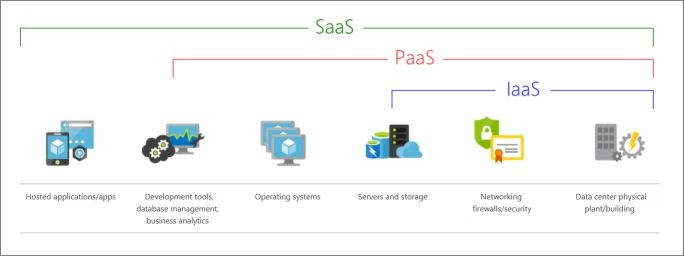 SaaS
PaaS
IaaS
Hosted applications/apps
Development tools,
database management,
business analytics
Operating systems
Servers and storage
Networking
firewalls/security
Data center physical
plant/building